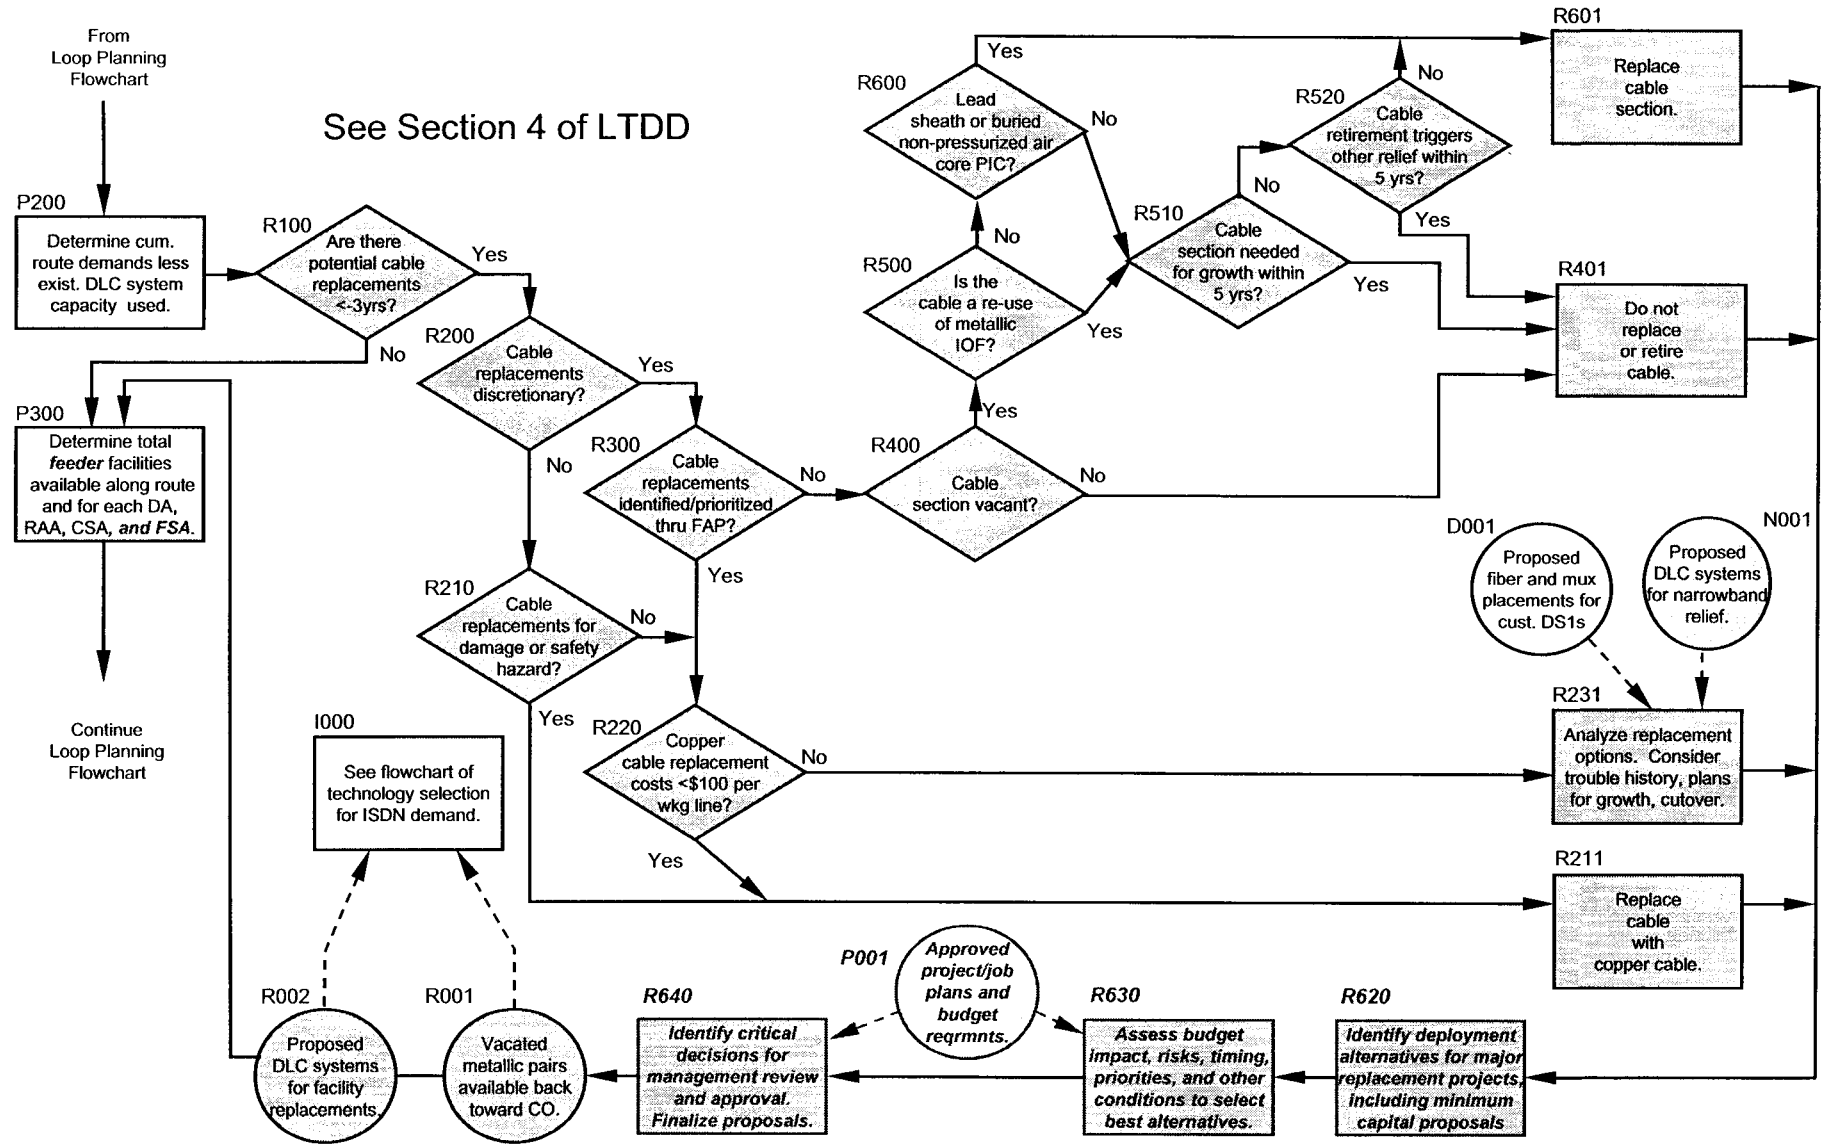 From
Loop Planning
Flowchart
See Section 4 of LTDD
P200
Determine cum.
route demands less
exist. DLC system
capacity used.
R100
Are there
potential cable
replacements
<-3yrs?
Yes
No
P300
Determine total
feeder facilities
available along route
and for each DA,
RAA, CSA, and FSA.
Continue
Loop Planning
Flowchart
R200
Cable
replacements
discretionary?
Yes
No
R210
Cable
replacements for
damage or safety
hazard?
No
Yes
R300
Cable
replacements
identified/prioritized
thru FAP?
No
Yes
R220
Copper
cable replacement
costs <$100 per
wkg line?
No
Yes
R400
Cable
section vacant?
Yes
No
R500
Is the
cable a re-use
of metallic
IOF?
No
Yes
R600
Lead
sheath or buried
non-pressurized air
core PIC?
Yes
No
R510
Cable
section needed
for growth within
5 yrs?
No
Yes
R520
Cable
retirement triggers
other relief within
5 yrs?
No
Yes
R601
Replace
cable
section.
R401
Do not
replace
or retire
cable.
D001
Proposed
fiber and mux
placements for
cust. DS1s
N001
Proposed
DLC systems
for narrowband
relief.
R231
Analyze replacement
options. Consider
trouble history, plans
for growth, cutover.
R211
Replace
cable
with
copper cable.
I000
See flowchart of
technology selection
for ISDN demand.
R002
Proposed
DLC systems
for facility
replacements.
R001
Vacated
metallic pairs
available back
toward CO.
R640
Identify critical
decisions for
management review
and approval.
Finalize proposals.
P001
Approved
project/job
plans and
budget
reqrmnts.
R630
Assess budget
impact, risks, timing,
priorities, and other
conditions to select
best alternatives.
R620
Identify deployment
alternatives for major
replacement projects,
including minimum
capital proposals